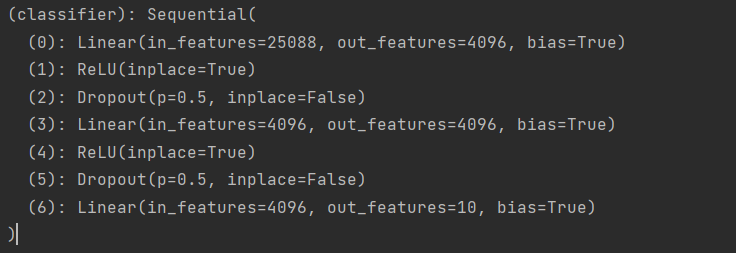 (classifier): Sequential(
  (0): Linear(in_features=25088, out_features=4096, bias=True)
  (1): ReLU(inplace=True)
  (2): Dropout(p=0.5, inplace=False)
  (3): Linear(in_features=4096, out_features=4096, bias=True)
  (4): ReLU(inplace=True)
  (5): Dropout(p=0.5, inplace=False)
  (6): Linear(in_features=4096, out_features=10, bias=True)
)